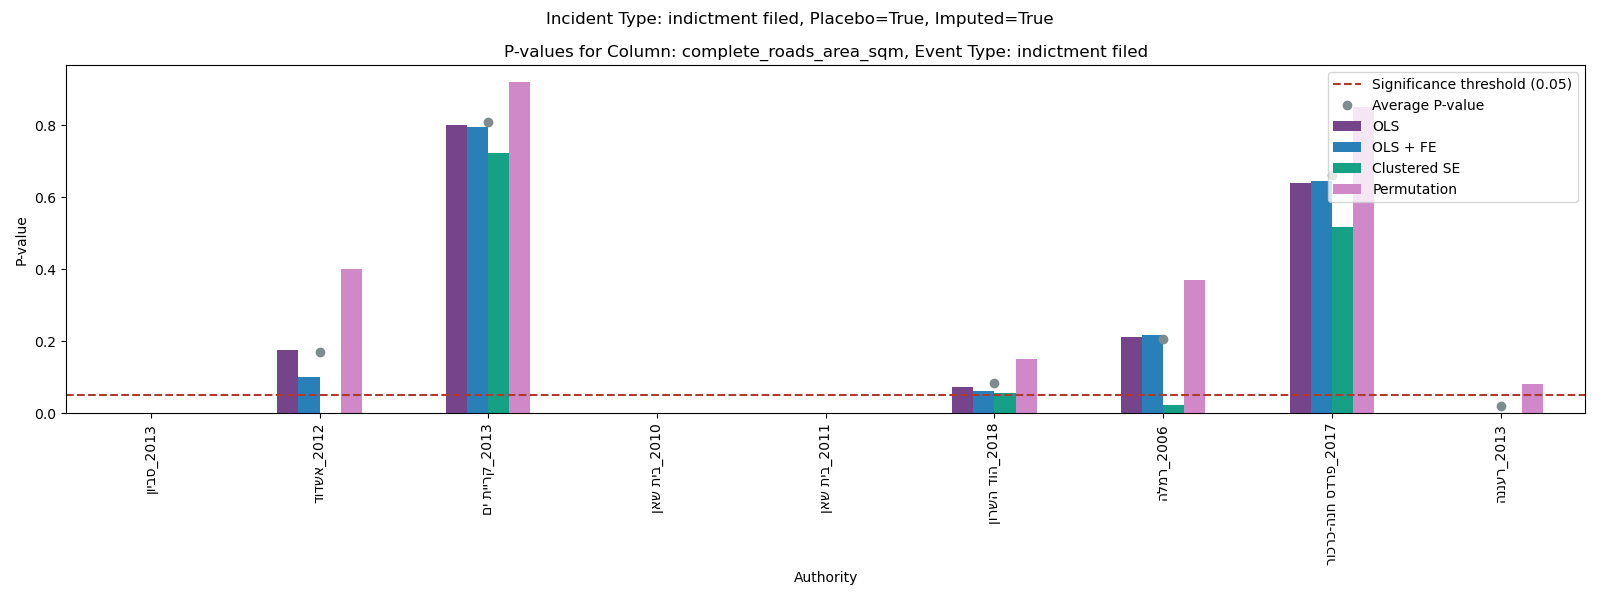 Incident Type: indictment filed, Placebo=True, Imputed=True
P-values for Column: complete_roads_area_sqm, Event Type: indictment filed
Significance threshold (0.05)
Average P-value
OLS
OLS + FE
Clustered SE
Permutation
P-value
0.8
0.6
0.4
0.2
0.0
סביון_2013
אשדוד_2012
קריית ים_2013
בית שאן_2010
בית שאן_2011
הוד השרון_2018
רמלה_2006
פרדס חנה-כרכור_2017
רעננה_2013
Authority